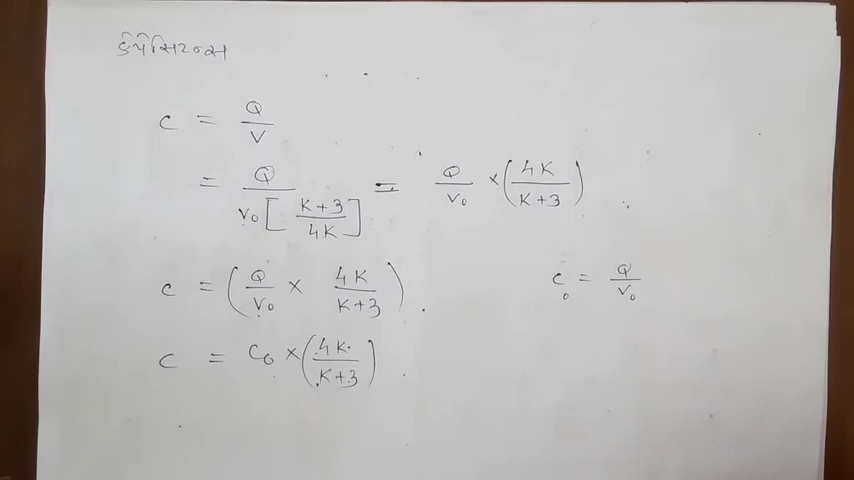 કેપેસિટન્સ
C = Q/V
= Q/(V₀[(K+3)/4K]) = Q/V₀ × (4K/(K+3))
C = (Q/V₀ × 4K/(K+3)) .
C₀ = Q/V₀
C = C₀ × (4K/(K+3))